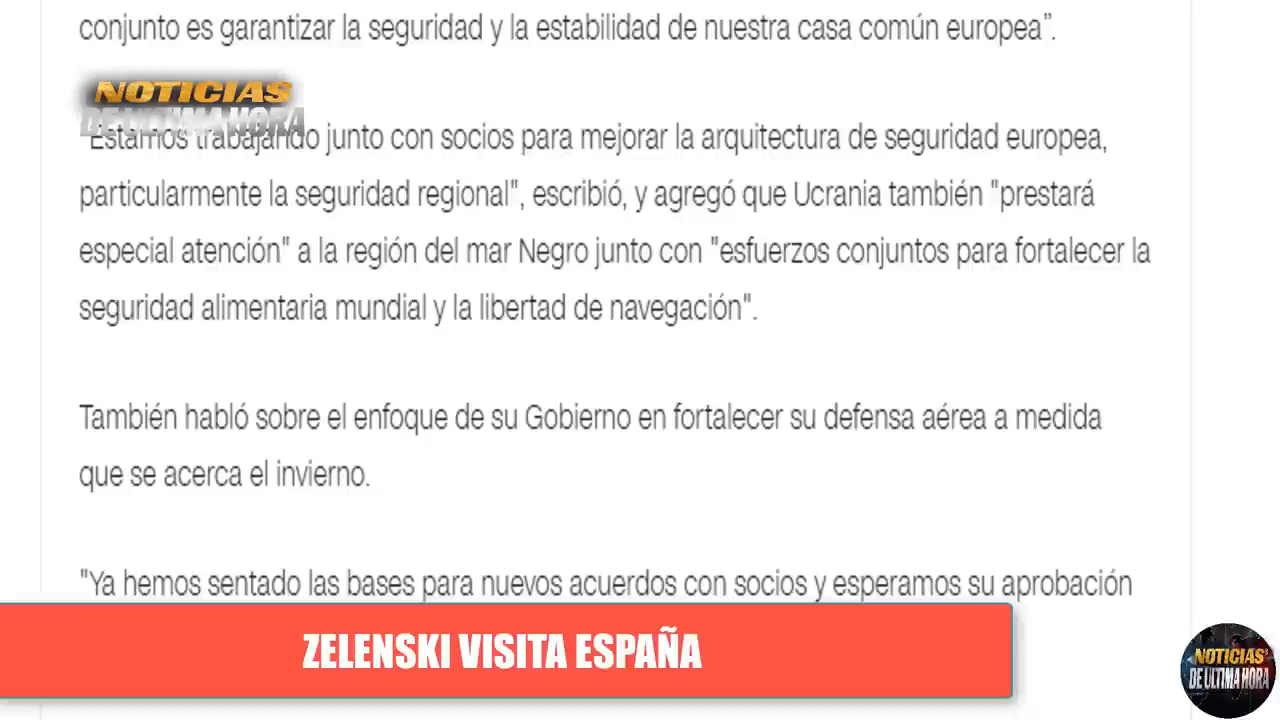 conjunto es garantizar la seguridad y la estabilidad de nuestra casa común europea”.
NOTICIAS
DE ULTIMA HORA
"Estamos trabajando junto con socios para mejorar la arquitectura de seguridad europea,
particularmente la seguridad regional", escribió, y agregó que Ucrania también "prestará
especial atención" a la región del mar Negro junto con "esfuerzos conjuntos para fortalecer la
seguridad alimentaria mundial y la libertad de navegación".
También habló sobre el enfoque de su Gobierno en fortalecer su defensa aérea a medida
que se acerca el invierno.
"Ya hemos sentado las bases para nuevos acuerdos con socios y esperamos su aprobación
ZELENSKI VISITA ESPAÑA
NOTICIAS
DE ULTIMA HORA